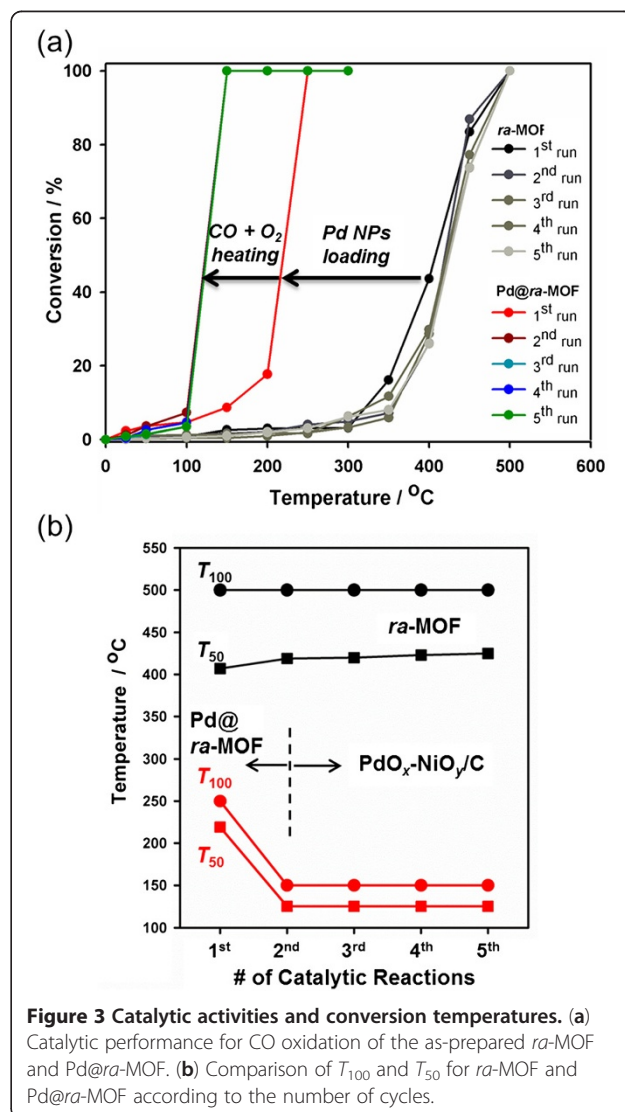 (a)
100
80
60
40
20
0
Conversion / %
CO + O₂
heating
Pd NPs
loading
ra-MOF
1st run
2nd run
3rd run
4th run
5th run
Pd@ra-MOF
1st run
2nd run
3rd run
4th run
5th run
0 100 200 300 400 500 600
Temperature / °C
(b)
550
500
450
400
350
300
250
200
150
100
Temperature / °C
T₁₀₀
ra-MOF
T₅₀
Pd@
ra-MOF
PdOₓ-NiOᵧ/C
T₁₀₀
T₅₀
1st 2nd 3rd 4th 5th
# of Catalytic Reactions
Figure 3 Catalytic activities and conversion temperatures. (a)
Catalytic performance for CO oxidation of the as-prepared ra-MOF
and Pd@ra-MOF. (b) Comparison of T₁₀₀ and T₅₀ for ra-MOF and
Pd@ra-MOF according to the number of cycles.